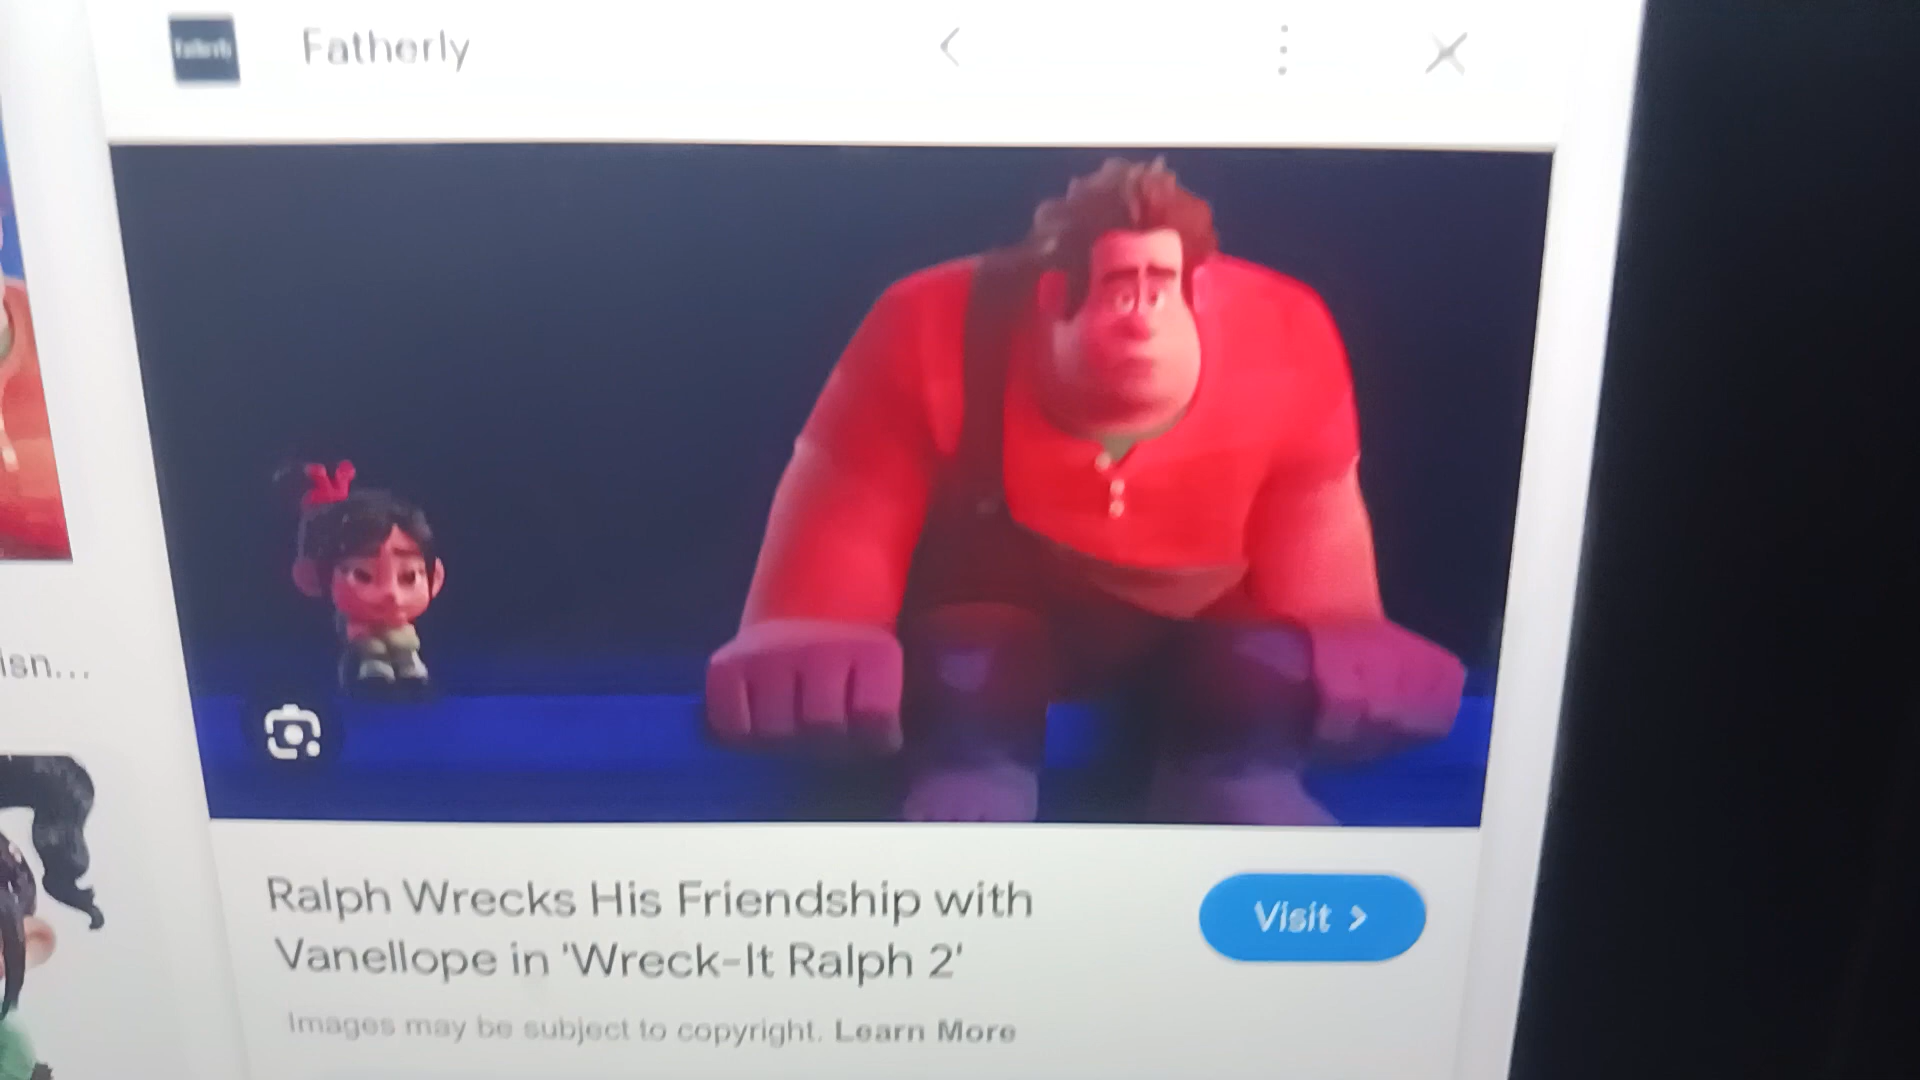 Fatherly
isn...
Ralph Wrecks His Friendship with
Vanellope in 'Wreck-It Ralph 2'
Visit >
Images may be subject to copyright. Learn More